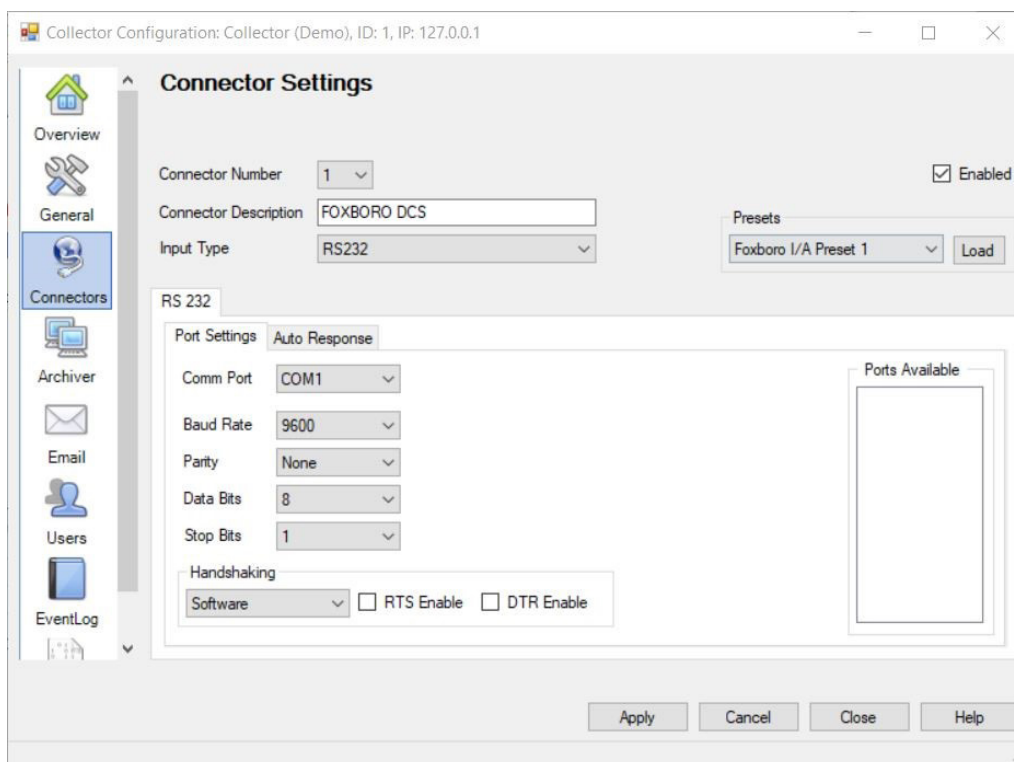 Collector Configuration: Collector (Demo), ID: 1, IP: 127.0.0.1
Overview
General
Connectors
Archiver
Email
Users
EventLog
Connector Settings
Connector Number 1 Enabled
Connector Description FOXBORO DCS
Input Type RS232
Presets
Foxboro I/A Preset 1 Load
RS 232
Port Settings Auto Response
Comm Port COM1
Baud Rate 9600
Parity None
Data Bits 8
Stop Bits 1
Handshaking
Software RTS Enable DTR Enable
Ports Available
Apply Cancel Close Help